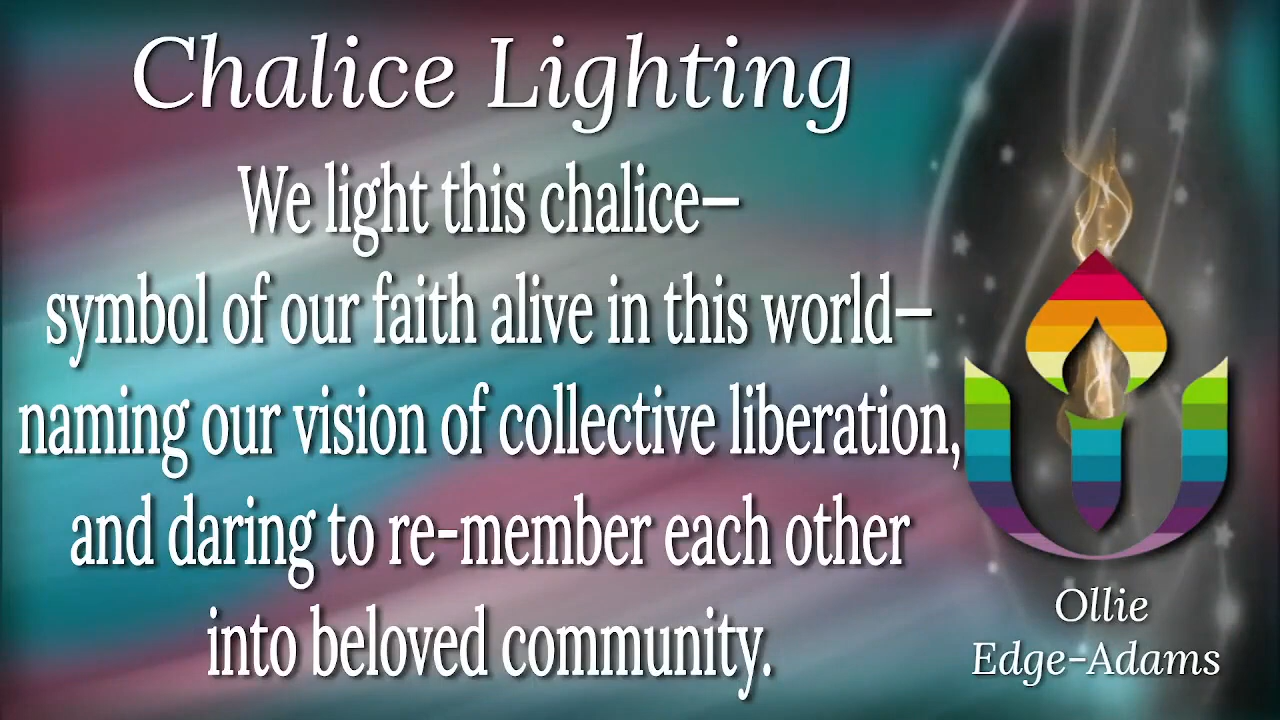 Chalice Lighting
We light this chalice—
symbol of our faith alive in this world—
naming our vision of collective liberation,
and daring to re-member each other
into beloved community.
Ollie
Edge-Adams